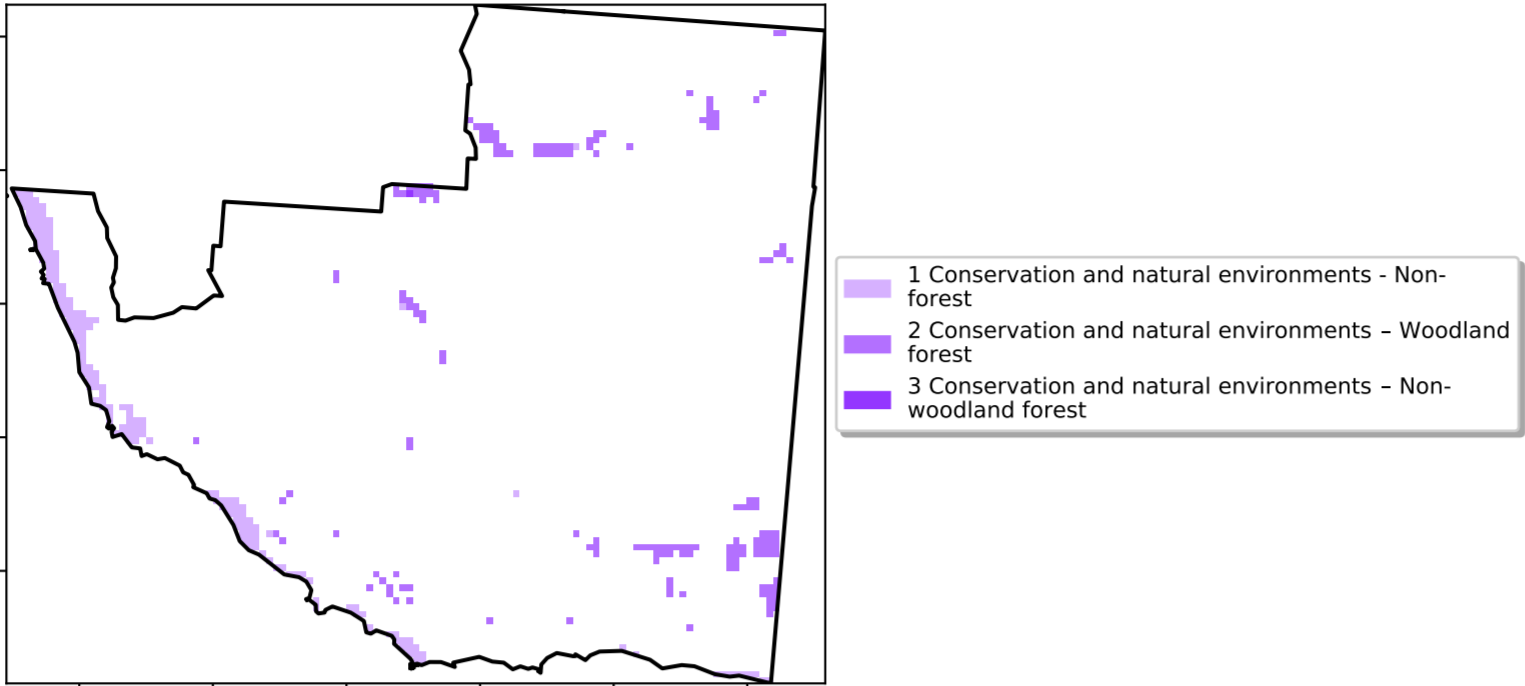 1 Conservation and natural environments - Non-
forest
2 Conservation and natural environments – Woodland
forest
3 Conservation and natural environments – Non-
woodland forest